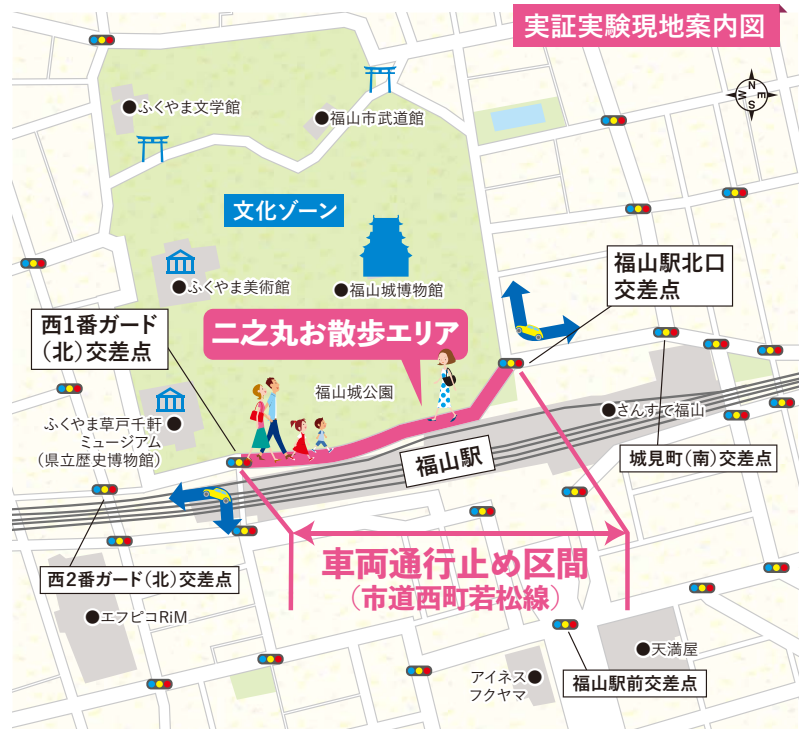 実証実験現地案内図
N
E
W
S
ふくやま文学館
福山市武道館
文化ゾーン
ふくやま美術館
福山城博物館
福山駅北口
交差点
西1番ガード
(北)交差点
二之丸お散歩エリア
福山城公園
ふくやま草戸千軒
ミュージアム
(県立歴史博物館)
さんすて福山
福山駅
城見町(南)交差点
西2番ガード(北)交差点
車両通行止め区間
(市道西町若松線)
エフピコRiM
天満屋
アイネス
フクヤマ
福山駅前交差点